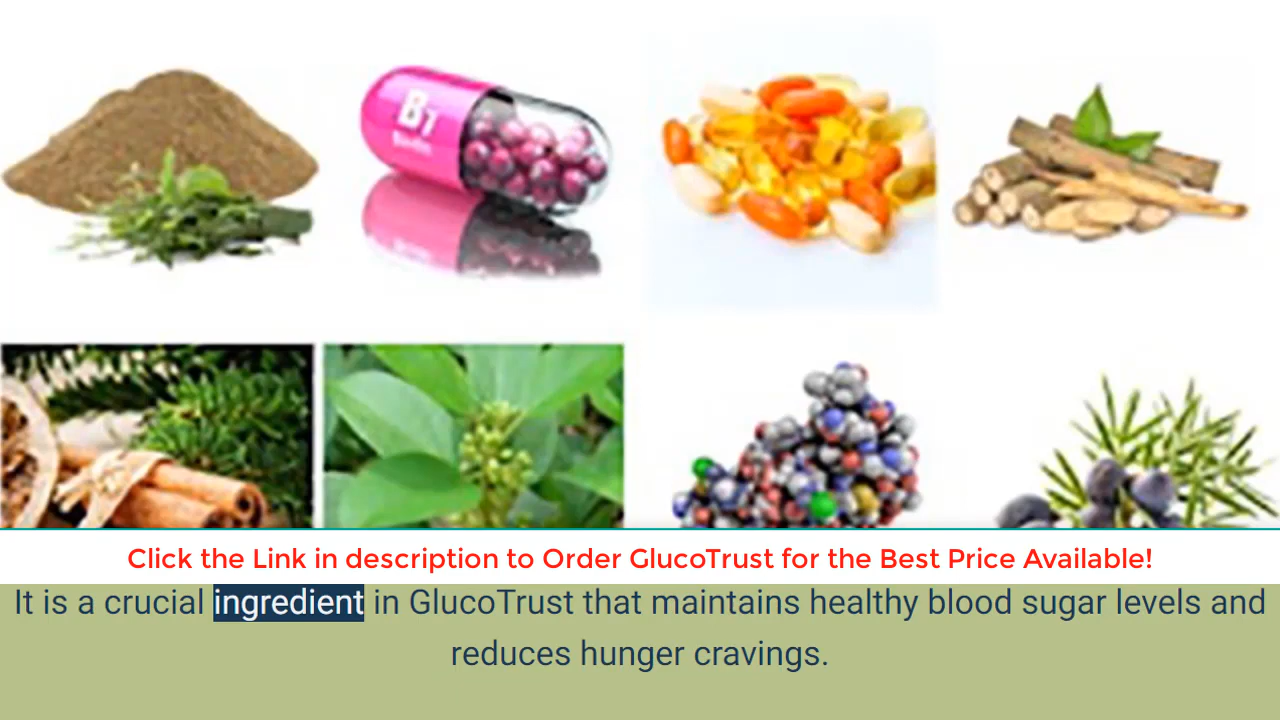 B7
Biotin
Click the Link in description to Order GlucoTrust for the Best Price Available!
It is a crucial ingredient in GlucoTrust that maintains healthy blood sugar levels and
reduces hunger cravings.